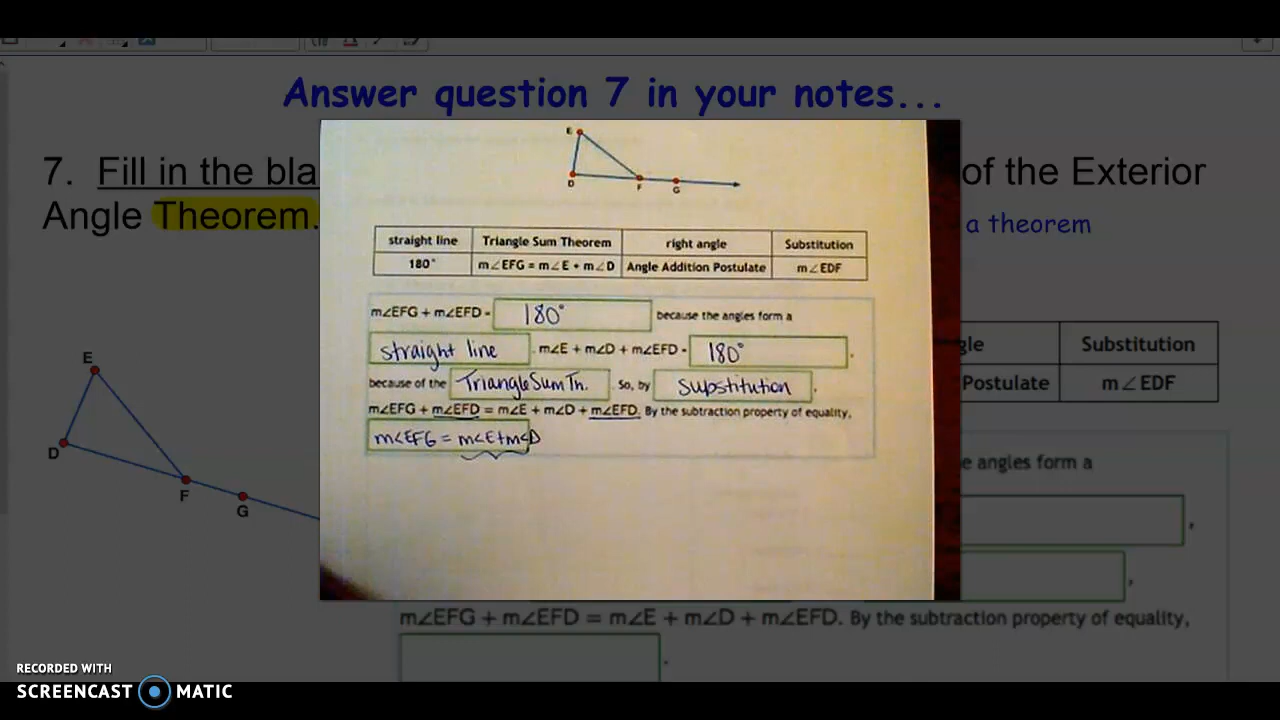 Answer question 7 in your notes...
7. Fill in the bla
of the Exterior
Angle Theorem.
a theorem
E
D
F
G
straight line Triangle Sum Theorem right angle Substitution
180° m∠EFG = m∠E + m∠D Angle Addition Postulate m∠EDF
m∠EFG + m∠EFD = 180° because the angles form a
straight line . m∠E + m∠D + m∠EFD = 180° .
because of the Triangle Sum Th. . So, by Substitution ,
m∠EFG + m∠EFD = m∠E + m∠D + m∠EFD. By the subtraction property of equality,
m∠EFG = m∠E+m∠D
E
D
F
G
gle Substitution
Postulate m∠EDF
e angles form a
,
,
m∠EFG + m∠EFD = m∠E + m∠D + m∠EFD. By the subtraction property of equality,
.
RECORDED WITH
SCREENCAST MATIC